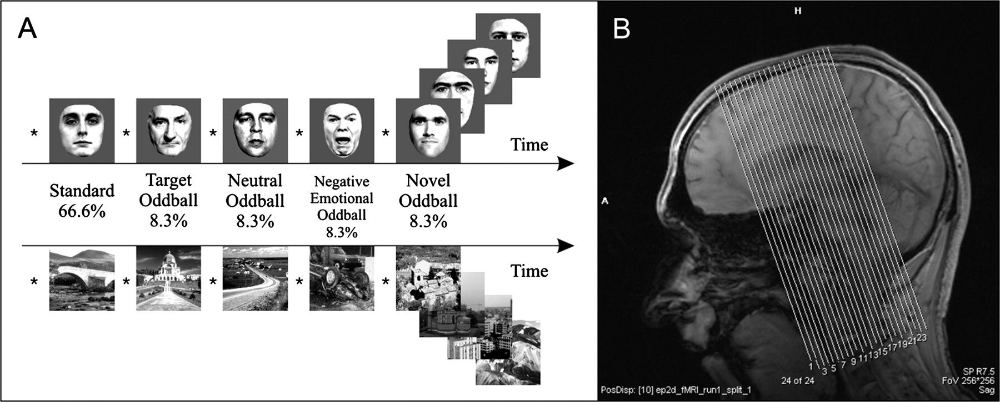 A
* * * * *
Time
Standard
66.6%
Target
Oddball
8.3%
Neutral
Oddball
8.3%
Negative
Emotional
Oddball
8.3%
Novel
Oddball
8.3%
* * * * *
Time
B
H
A
1 3 5 7 9 11 13 15 17 19 21 23
24 of 24
SP R7.5
FoV 256*256
Sag
PosDisp: [10] ep2d_fMRI_run1_split_1